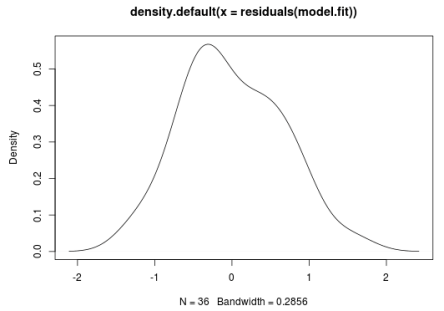 density.default(x = residuals(model.fit))
Density
0.0 0.1 0.2 0.3 0.4 0.5
-2 -1 0 1 2
N = 36 Bandwidth = 0.2856